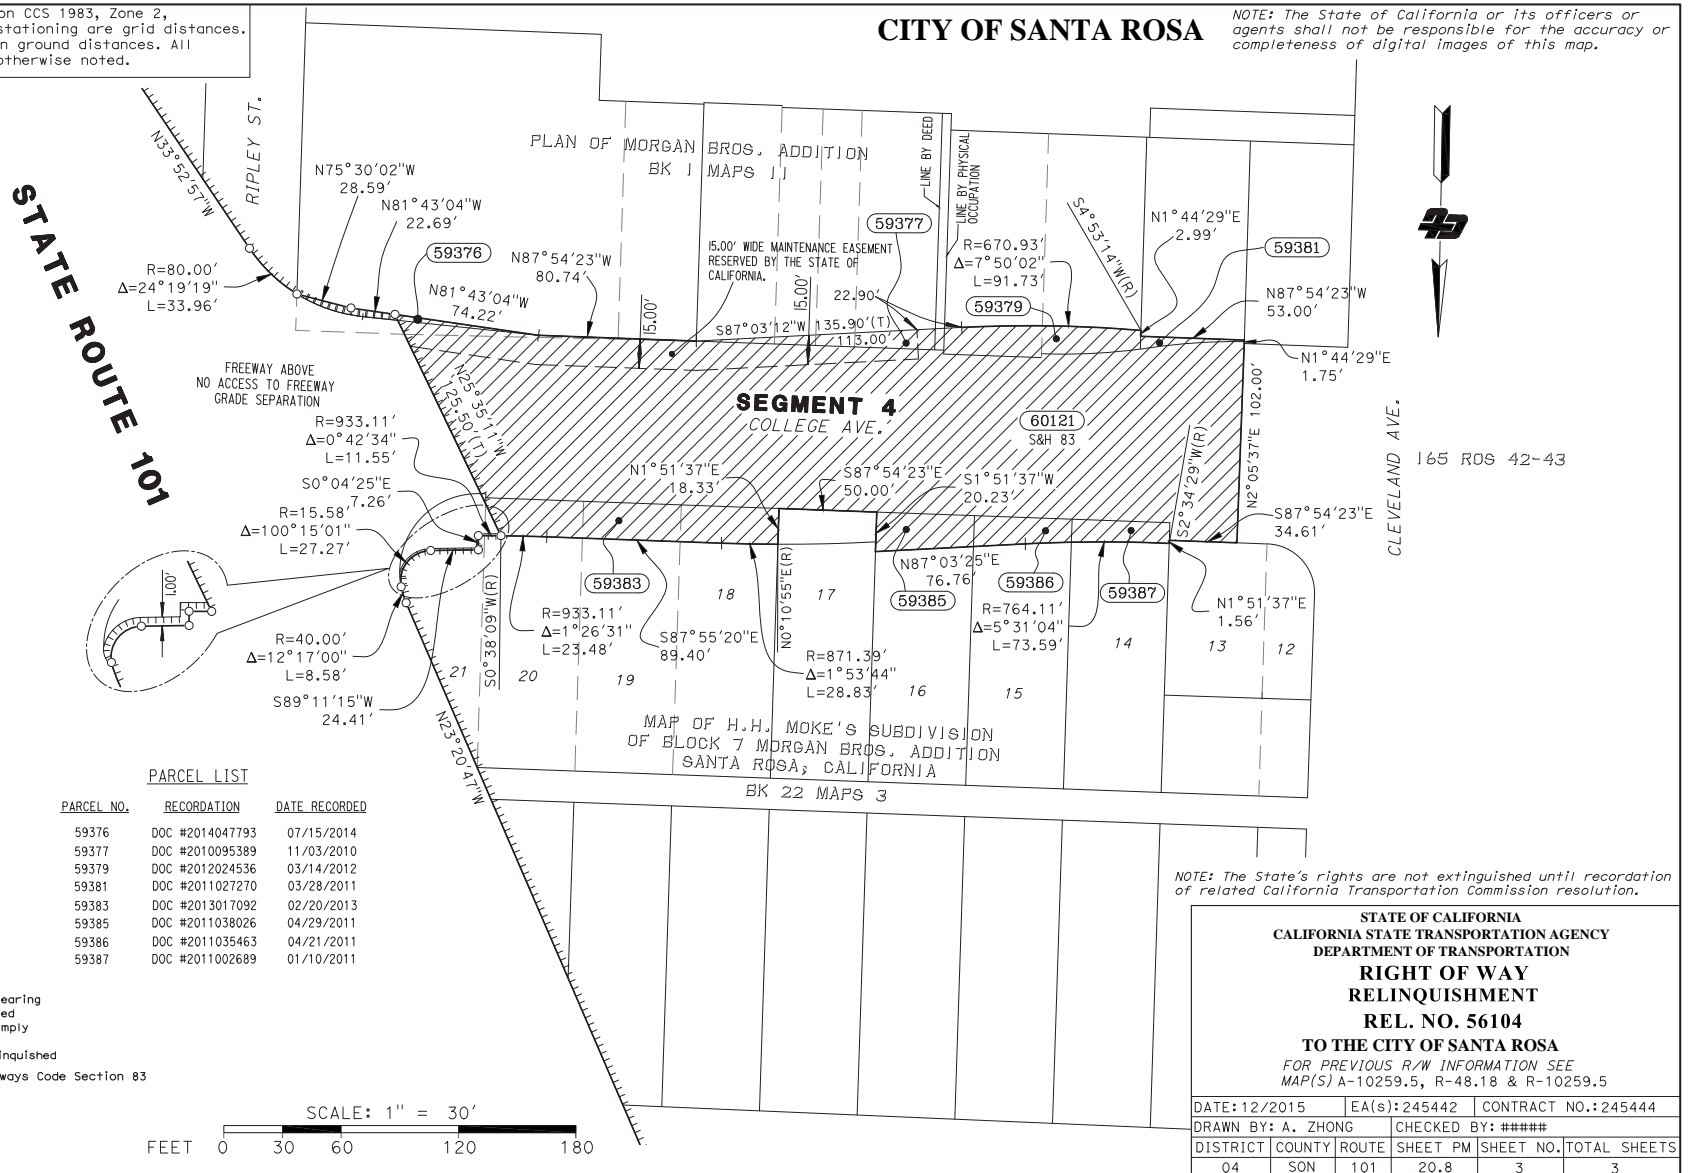 on CCS 1983, Zone 2,
stationing are grid distances.
n ground distances. All
otherwise noted.
CITY OF SANTA ROSA
NOTE: The State of California or its officers or
agents shall not be responsible for the accuracy or
completeness of digital images of this map.
STATE ROUTE 101
N33°52'57"W
RIPLEY ST.
PLAN OF MORGAN BROS. ADDITION
BK 1 MAPS 11
N75°30'02"W
28.59'
N81°43'04"W
22.69'
59376
R=80.00'
Δ=24°19'19"
L=33.96'
N81°43'04"W
74.22'
N87°54'23"W
80.74'
15.00'
15.00' WIDE MAINTENANCE EASEMENT
RESERVED BY THE STATE OF
CALIFORNIA.
15.00'
59377
22.90'
S87°03'12"W 135.90'(T)
113.00'
LINE BY DEED
LINE BY PHYSICAL
OCCUPATION
R=670.93'
Δ=7°50'02"
L=91.73'
59379
S4°53'14"W(R)
N1°44'29"E
2.99'
59381
N87°54'23"W
53.00'
N1°44'29"E
1.75'
FREEWAY ABOVE
NO ACCESS TO FREEWAY
GRADE SEPARATION
N25°35'11"W
125.50'(T)
SEGMENT 4
COLLEGE AVE.
60121
S&H 83
N2°05'37"E 102.00'
CLEVELAND AVE.
165 ROS 42-43
R=933.11'
Δ=0°42'34"
L=11.55'
S0°04'25"E
7.26'
R=15.58'
Δ=100°15'01"
L=27.27'
N1°51'37"E
18.33'
S87°54'23"E
50.00'
S1°51'37"W
20.23'
S2°34'29"W(R)
S87°54'23"E
34.61'
1.00'
59383
N87°03'25"E
76.76'
59385
59386
59387
N1°51'37"E
1.56'
S0°38'09"W(R)
N0°10'55"E(R)
R=933.11'
Δ=1°26'31"
L=23.48'
S87°55'20"E
89.40'
R=871.39'
Δ=1°53'44"
L=28.83'
R=764.11'
Δ=5°31'04"
L=73.59'
R=40.00'
Δ=12°17'00"
L=8.58'
S89°11'15"W
24.41'
21
20
19
18
17
16
15
14
13
12
N23°20'47"W
MAP OF H.H. MOKE'S SUBDIVISION
OF BLOCK 7 MORGAN BROS. ADDITION
SANTA ROSA, CALIFORNIA
BK 22 MAPS 3
PARCEL LIST
PARCEL NO. RECORDATION DATE RECORDED
59376 DOC #2014047793 07/15/2014
59377 DOC #2010095389 11/03/2010
59379 DOC #2012024536 03/14/2012
59381 DOC #2011027270 03/28/2011
59383 DOC #2013017092 02/20/2013
59385 DOC #2011038026 04/29/2011
59386 DOC #2011035463 04/21/2011
59387 DOC #2011002689 01/10/2011
earing
ed
mply
inquished
ways Code Section 83
SCALE: 1" = 30'
FEET 0 30 60 120 180
NOTE: The State's rights are not extinguished until recordation
of related California Transportation Commission resolution.
STATE OF CALIFORNIA
CALIFORNIA STATE TRANSPORTATION AGENCY
DEPARTMENT OF TRANSPORTATION
RIGHT OF WAY
RELINQUISHMENT
REL. NO. 56104
TO THE CITY OF SANTA ROSA
FOR PREVIOUS R/W INFORMATION SEE
MAP(S) A-10259.5, R-48.18 & R-10259.5
DATE: 12/2015 EA(s): 245442 CONTRACT NO.: 245444
DRAWN BY: A. ZHONG CHECKED BY: #####
DISTRICT COUNTY ROUTE SHEET PM SHEET NO. TOTAL SHEETS
04 SON 101 20.8 3 3